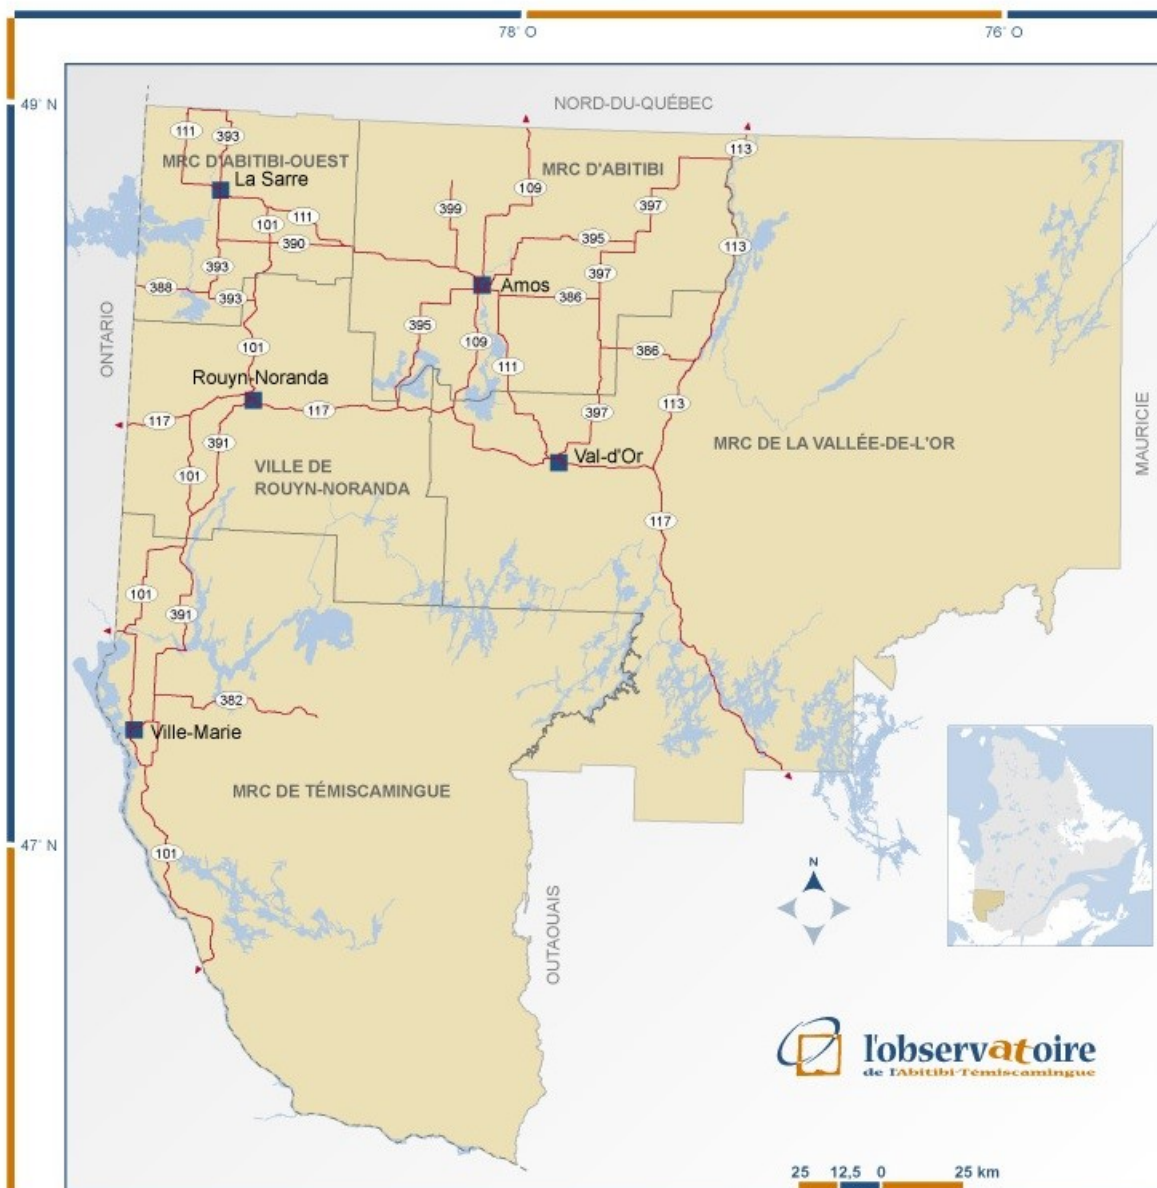 78° O
76° O
49° N
NORD-DU-QUÉBEC
111
393
113
MRC D'ABITIBI-OUEST
MRC D'ABITIBI
La Sarre
109
399
397
101
111
395
113
390
393
397
388
393
Amos
386
ONTARIO
395
109
101
111
386
Rouyn-Noranda
117
117
391
397
113
MRC DE LA VALLÉE-DE-L'OR
MAURICIE
Val-d'Or
VILLE DE
ROUYN-NORANDA
101
117
101
391
382
Ville-Marie
MRC DE TÉMISCAMINGUE
47° N
101
N
OUTAOUAIS
l'observatoire
de l'Abitibi-Témiscamingue
25 12,5 0 25 km